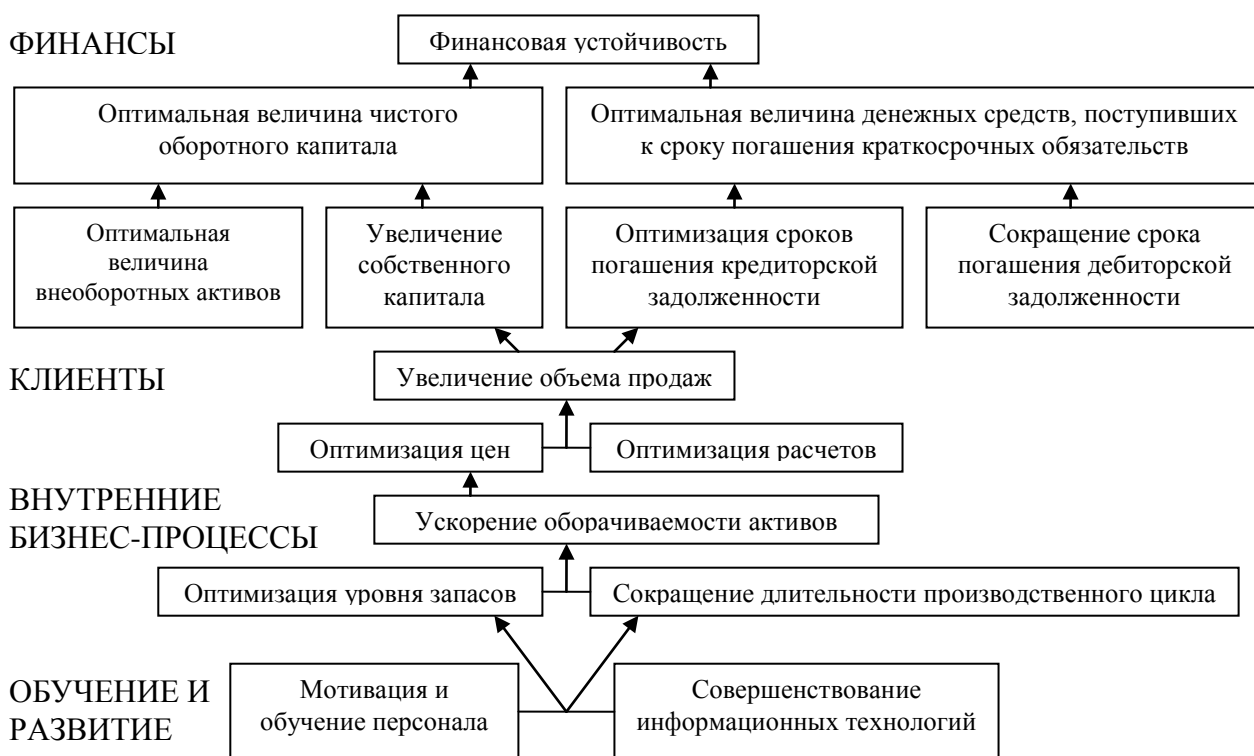 ФИНАНСЫ
Финансовая устойчивость
Оптимальная величина чистого
оборотного капитала
Оптимальная величина денежных средств, поступивших
к сроку погашения краткосрочных обязательств
Оптимальная
величина
внеоборотных активов
Увеличение
собственного
капитала
Оптимизация сроков
погашения кредиторской
задолженности
Сокращение срока
погашения дебиторской
задолженности
КЛИЕНТЫ
Увеличение объема продаж
Оптимизация цен
Оптимизация расчетов
ВНУТРЕННИЕ
БИЗНЕС-ПРОЦЕССЫ
Ускорение оборачиваемости активов
Оптимизация уровня запасов
Сокращение длительности производственного цикла
ОБУЧЕНИЕ И
РАЗВИТИЕ
Мотивация и
обучение персонала
Совершенствование
информационных технологий